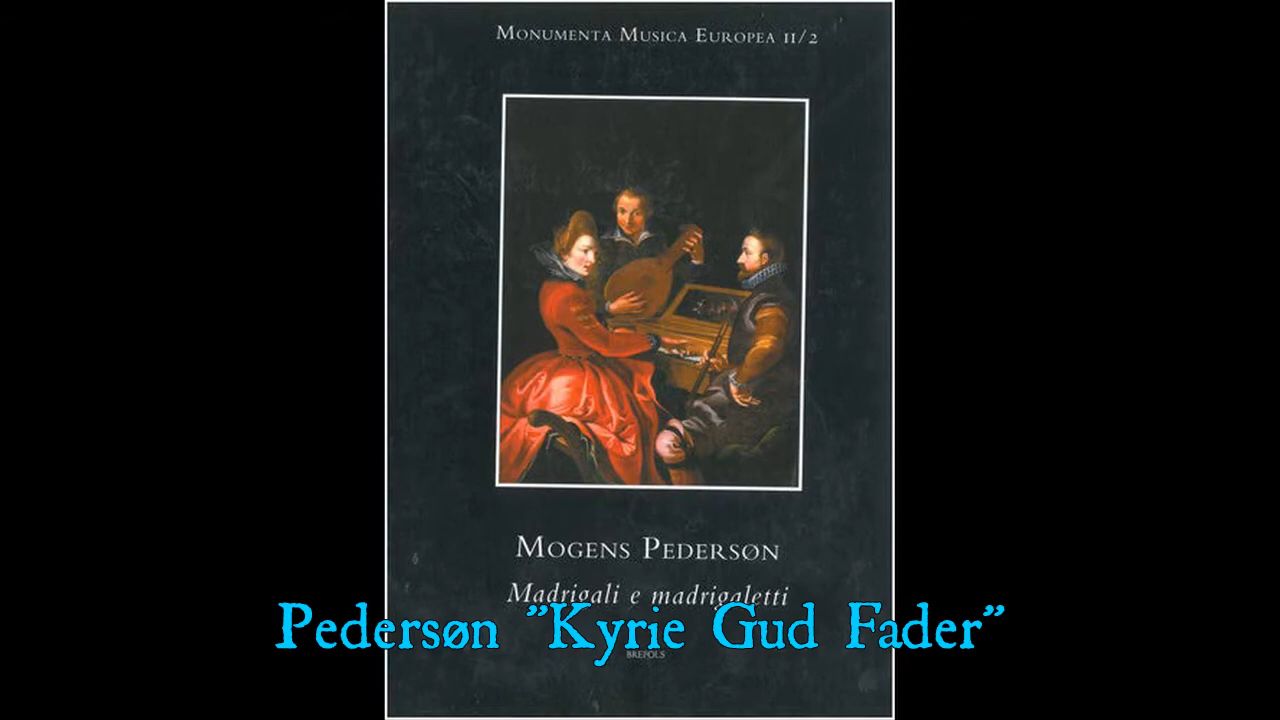 Monumenta Musica Europea II/2
Mogens Pedersøn
Madrigali e madrigaletti
Pedersøn "Kyrie Gud Fader"
BREPOLS